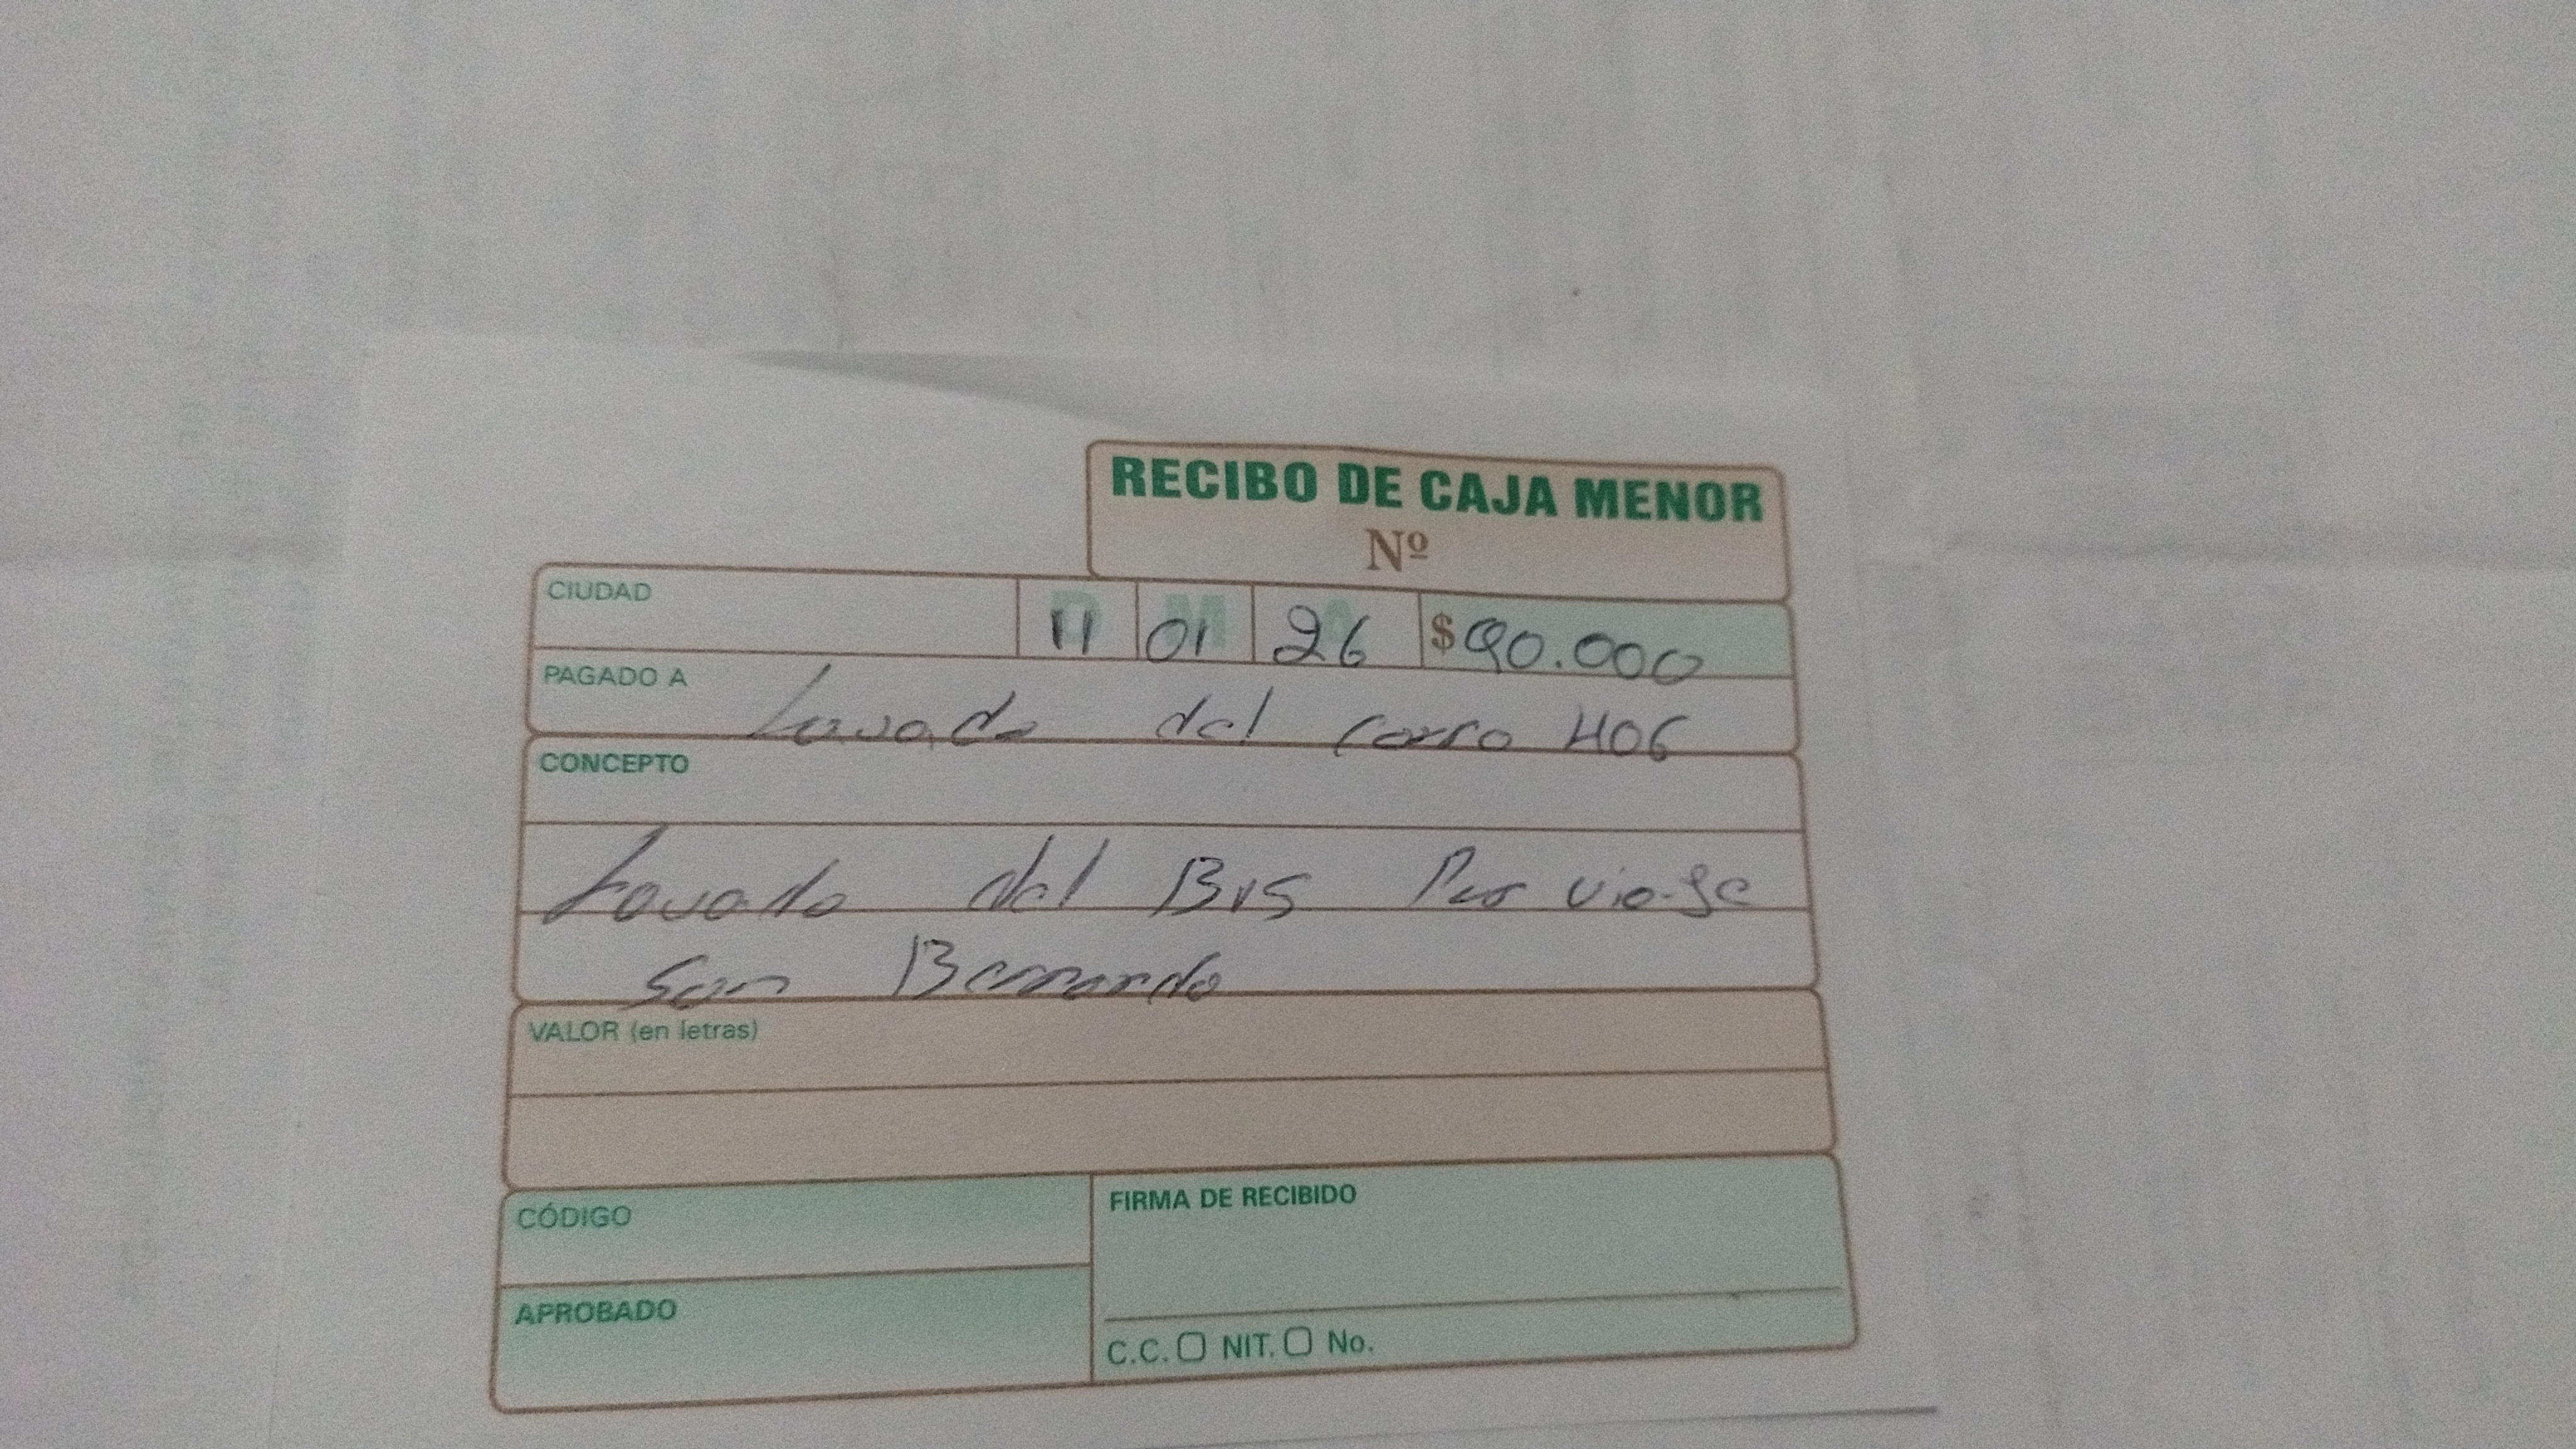 RECIBO DE CAJA MENOR
Nº
CIUDAD
D M A
11 01 26 $ 90.000
PAGADO A Lavado del carro 406
CONCEPTO
Lavado del Bus Por viaje
San Bernardo
VALOR (en letras)
CÓDIGO
FIRMA DE RECIBIDO
APROBADO
C.C. NIT. No.